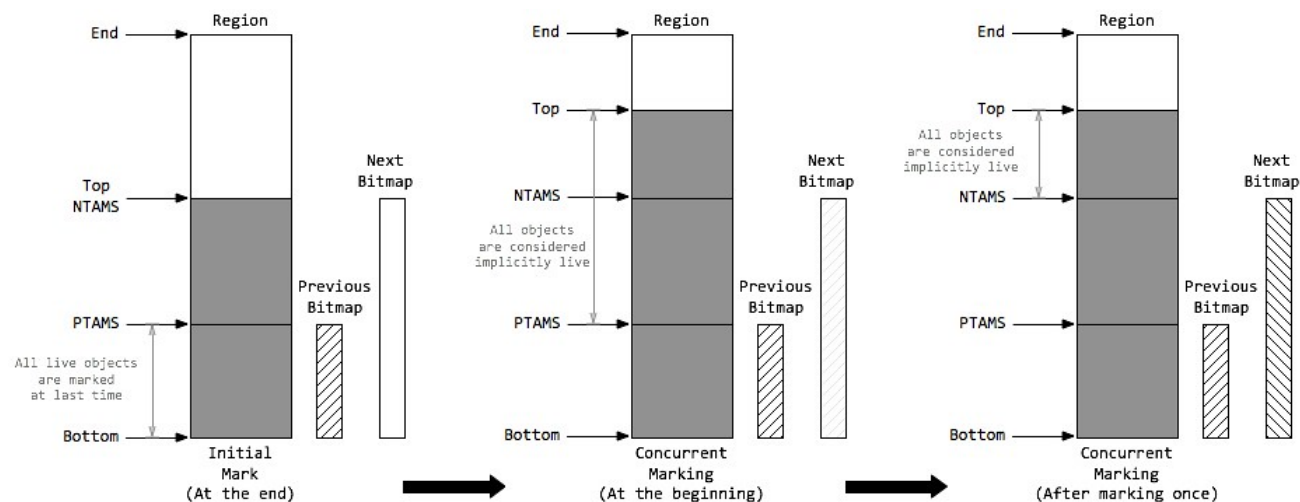 Region
End
Top
NTAMS
Next
Bitmap
Previous
Bitmap
PTAMS
All live objects
are marked
at last time
Bottom
Initial
Mark
(At the end)
Region
End
Top
Next
Bitmap
NTAMS
All objects
are considered
implicitly live
Previous
Bitmap
PTAMS
Bottom
Concurrent
Marking
(At the beginning)
Region
End
Top
All objects
are considered
implicitly live
Next
Bitmap
NTAMS
Previous
Bitmap
PTAMS
Bottom
Concurrent
Marking
(After marking once)